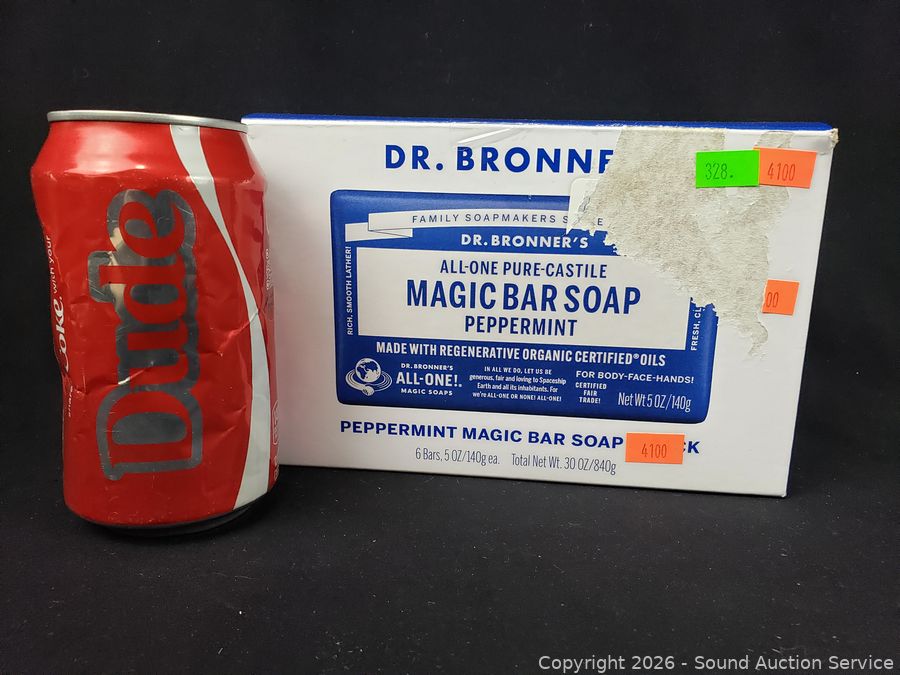 Dude
Coke. with your
DR. BRONNE
328.
4100
FAMILY SOAPMAKERS
DR. BRONNER'S
RICH, SMOOTH LATHER!
ALL-ONE PURE-CASTILE
MAGIC BAR SOAP
PEPPERMINT
00
MADE WITH REGENERATIVE ORGANIC CERTIFIED® OILS
DR. BRONNER'S
ALL-ONE!
MAGIC SOAPS
IN ALL WE DO, LET US BE
generous, fair and loving to Spaceship
Earth and all its inhabitants. For
we're ALL-ONE OR NONE! ALL-ONE!
FOR BODY-FACE-HANDS!
CERTIFIED
FAIR
TRADE!
Net Wt 5 OZ/140g
PEPPERMINT MAGIC BAR SOAP
4100
6 Bars, 5 OZ/140g ea. Total Net Wt. 30 OZ/840g
Copyright 2026 - Sound Auction Service